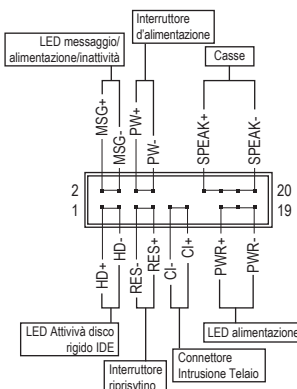 Interruttore
d'alimentazione
LED messaggio/
alimentazione/inattività
Casse
MSG+
MSG-
PW+
PW-
SPEAK+
SPEAK-
2
20
1
19
HD+
HD-
RES-
RES+
CI-
CI+
PWR+
PWR-
LED Attività disco
rigido IDE
LED alimentazione
Interruttore
riprisytino
Connettore
Intrusione Telaio